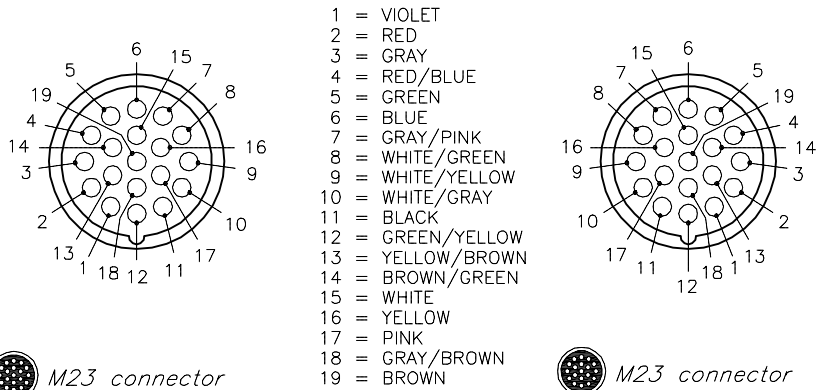 1 = VIOLET
2 = RED
3 = GRAY
4 = RED/BLUE
5 = GREEN
6 = BLUE
7 = GRAY/PINK
8 = WHITE/GREEN
9 = WHITE/YELLOW
10 = WHITE/GRAY
11 = BLACK
12 = GREEN/YELLOW
13 = YELLOW/BROWN
14 = BROWN/GREEN
15 = WHITE
16 = YELLOW
17 = PINK
18 = GRAY/BROWN
19 = BROWN
6
15
5
7
19
8
4
14
16
3
9
2
10
13
17
1
11
18
12
M23 connector
6
15
5
8
19
4
16
14
9
3
10
2
17
13
11
1
18
12
M23 connector